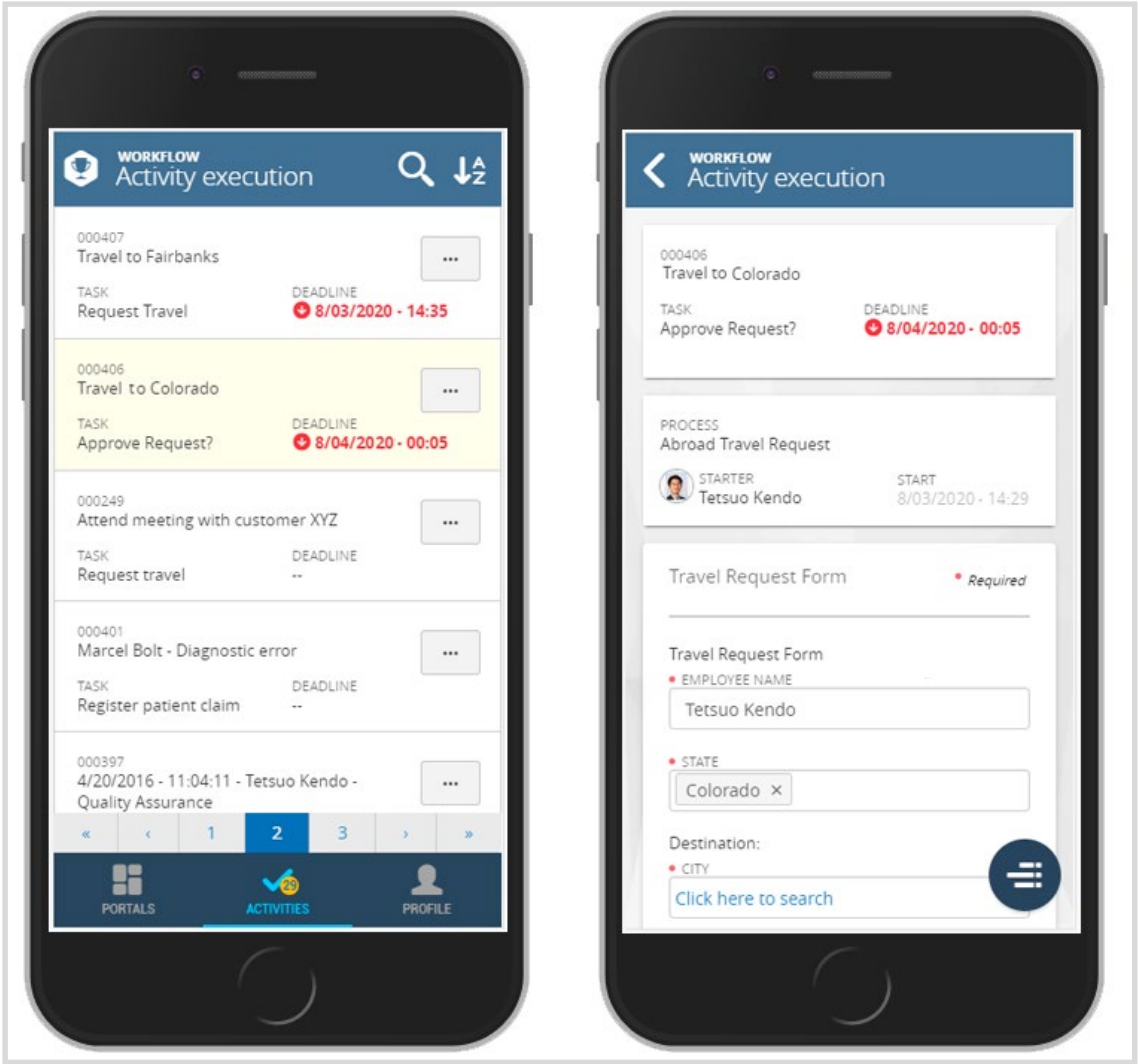 WORKFLOW
Activity execution
000407
Travel to Fairbanks
...
TASK
DEADLINE
Request Travel
8/03/2020 - 14:35
000406
Travel to Colorado
...
TASK
DEADLINE
Approve Request?
8/04/2020 - 00:05
000249
Attend meeting with customer XYZ
...
TASK
DEADLINE
Request travel
--
000401
Marcel Bolt - Diagnostic error
...
TASK
DEADLINE
Register patient claim
--
000397
4/20/2016 - 11:04:11 - Tetsuo Kendo -
Quality Assurance
...
« ‹ 1 2 3 › »
29
PORTALS
ACTIVITIES
PROFILE
WORKFLOW
Activity execution
000406
Travel to Colorado
TASK
DEADLINE
Approve Request?
8/04/2020 - 00:05
PROCESS
Abroad Travel Request
STARTER
START
Tetsuo Kendo
8/03/2020 - 14:29
Travel Request Form
• Required
Travel Request Form
• EMPLOYEE NAME
Tetsuo Kendo
• STATE
Colorado ×
Destination:
• CITY
Click here to search